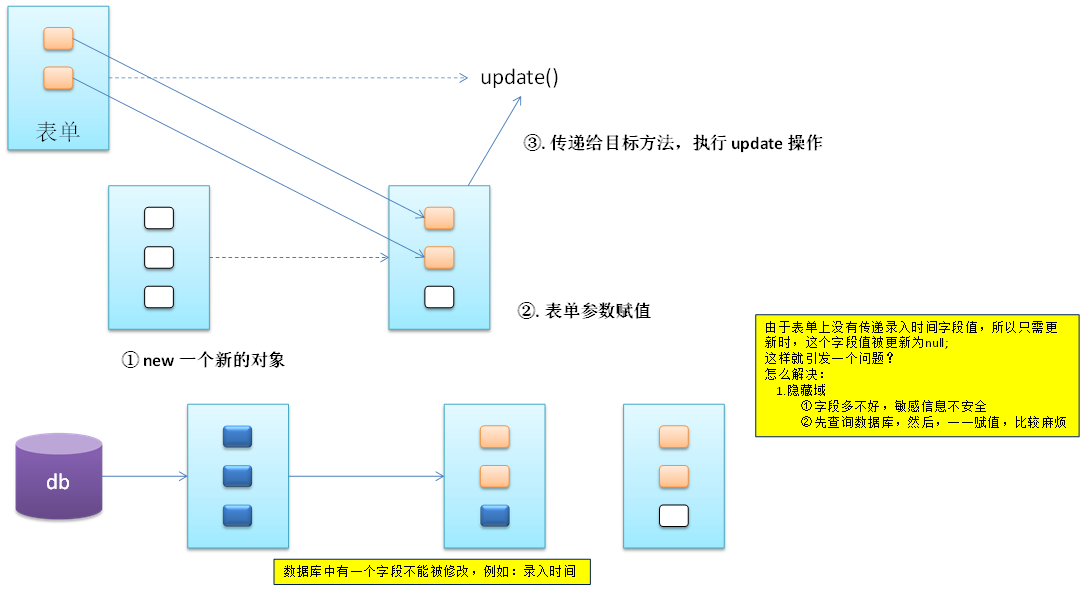 表单
update()
③. 传递给目标方法，执行 update 操作
②. 表单参数赋值
① new 一个新的对象
由于表单上没有传递录入时间字段值，所以只需更
新时，这个字段值被更新为null;
这样就引发一个问题？
怎么解决：
1.隐藏域
①字段多不好，敏感信息不安全
②先查询数据库，然后，一一赋值，比较麻烦
db
数据库中有一个字段不能被修改，例如：录入时间